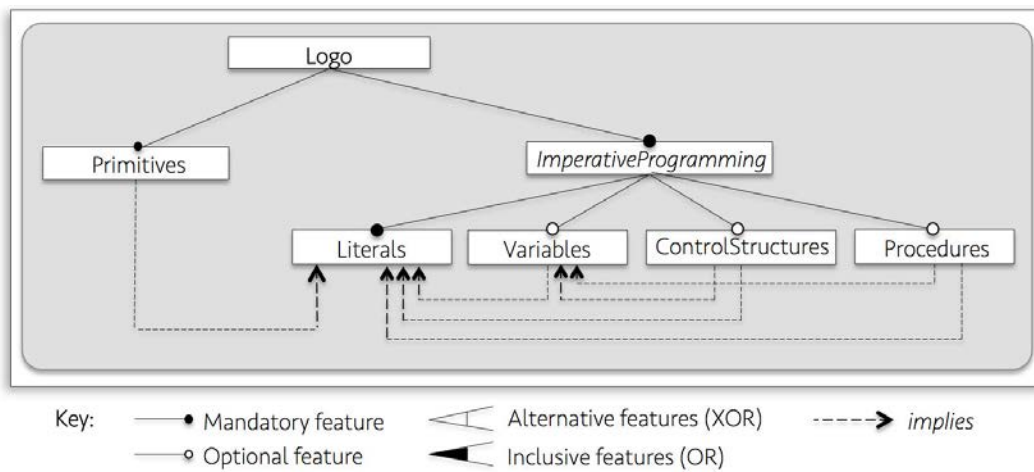 Logo
Primitives
ImperativeProgramming
Literals
Variables
ControlStructures
Procedures
Key:
Mandatory feature
Alternative features (XOR)
implies
Optional feature
Inclusive features (OR)